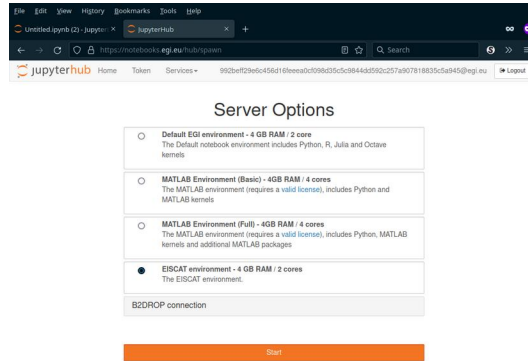 File Edit View History Bookmarks Tools Help
Untitled.ipynb (2) - Jupyter
JupyterHub
https://notebooks.egi.eu/hub/spawn
Search
jupyterhub Home Token Services 992beff29e6c456d16feeea0cf098d35c5c9844dd592c257a907818835c5a945@egi.eu Logout
Server Options
Default EGI environment - 4 GB RAM / 2 core
The Default notebook environment includes Python, R, Julia and Octave
kernels
MATLAB Environment (Basic) - 4GB RAM / 4 cores
The MATLAB environment (requires a valid license), includes Python and
MATLAB kernels
MATLAB Environment (Full) - 4GB RAM / 4 cores
The MATLAB environment (requires a valid license), includes Python, MATLAB
kernels and additional MATLAB packages
EISCAT environment - 4 GB RAM / 2 cores
The EISCAT environment.
B2DROP connection
Start